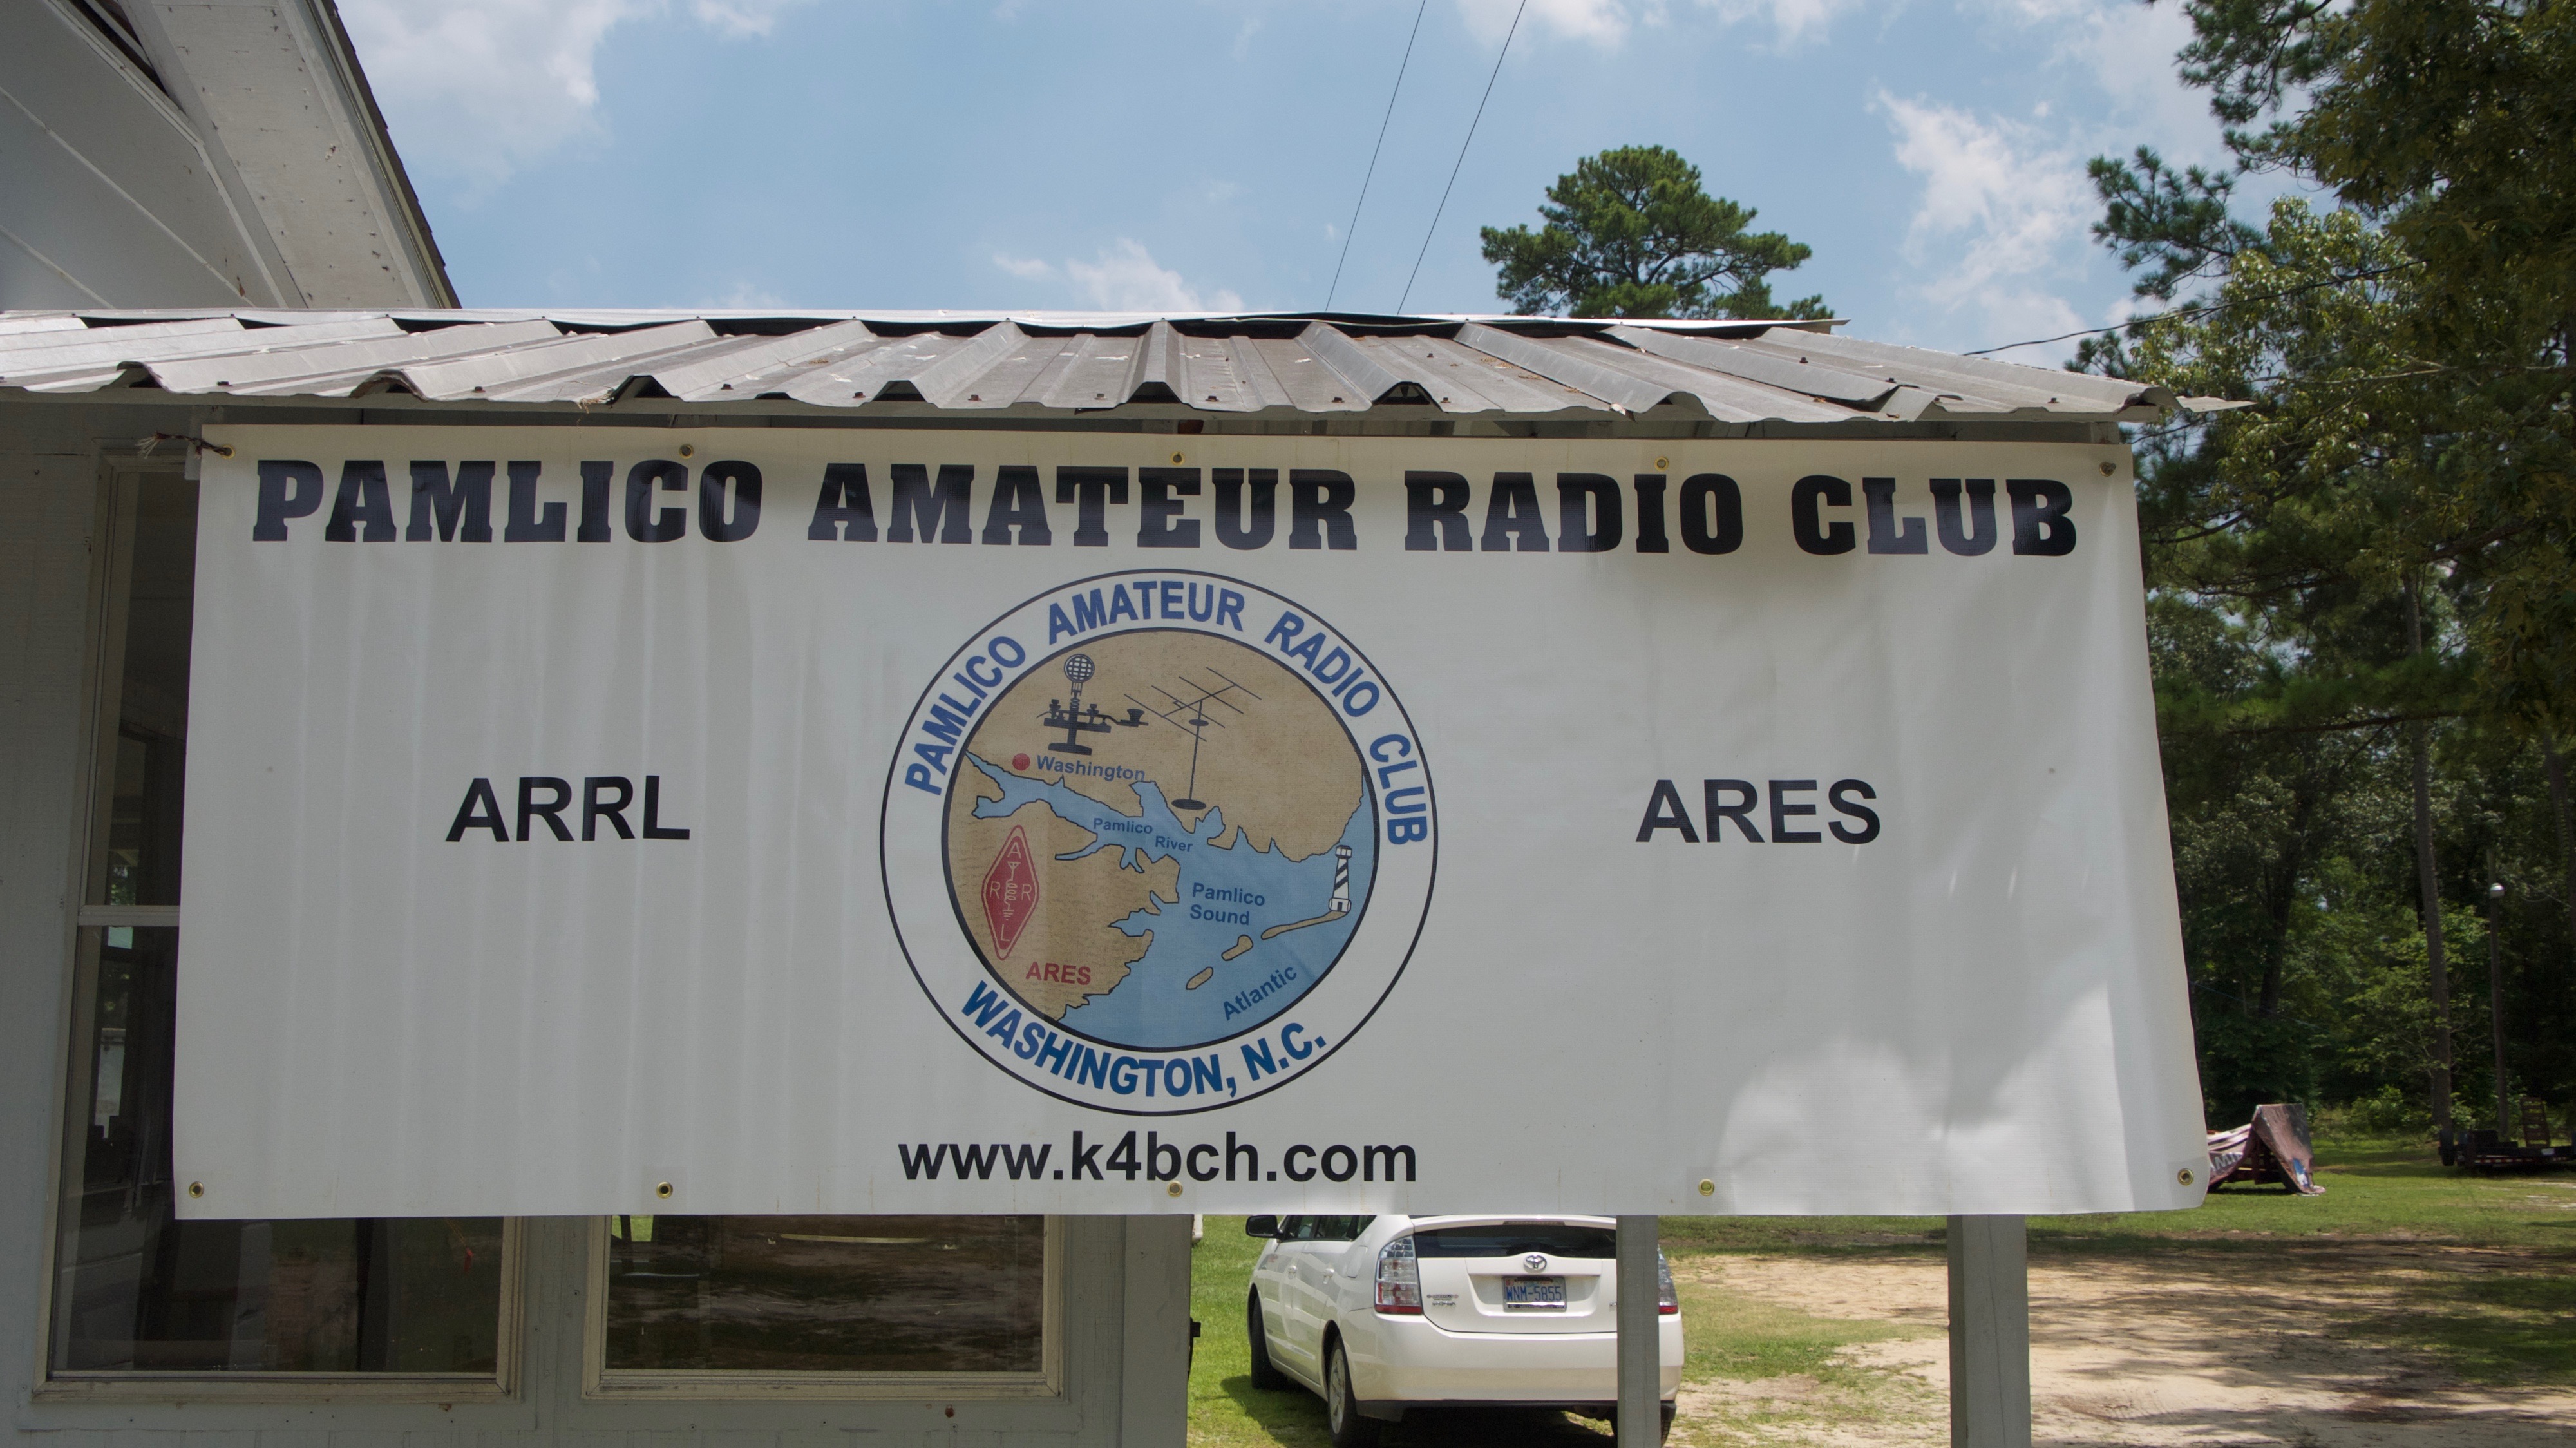 PAMLICO AMATEUR RADIO CLUB
PAMLICO AMATEUR RADIO CLUB
Washington
Pamlico
River
Pamlico
Sound
Atlantic
A
R R
L
ARES
WASHINGTON, N.C.
ARRL
ARES
www.k4bch.com
WNM-5855